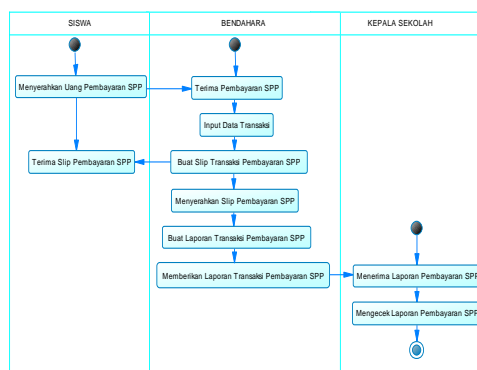 SISWA
BENDAHARA
KEPALA SEKOLAH
Menyerahkan Uang Pembayaran SPP
Terima Pembayaran SPP
Input Data Transaksi
Terima Slip Pembayaran SPP
Buat Slip Transaksi Pembayaran SPP
Menyerahkan Slip Pembayaran SPP
Buat Laporan Transaksi Pembayaran SPP
Memberikan Laporan Transaksi Pembayaran SPP
Menerima Laporan Pembayaran SPP
Mengecek Laporan Pembayaran SPP